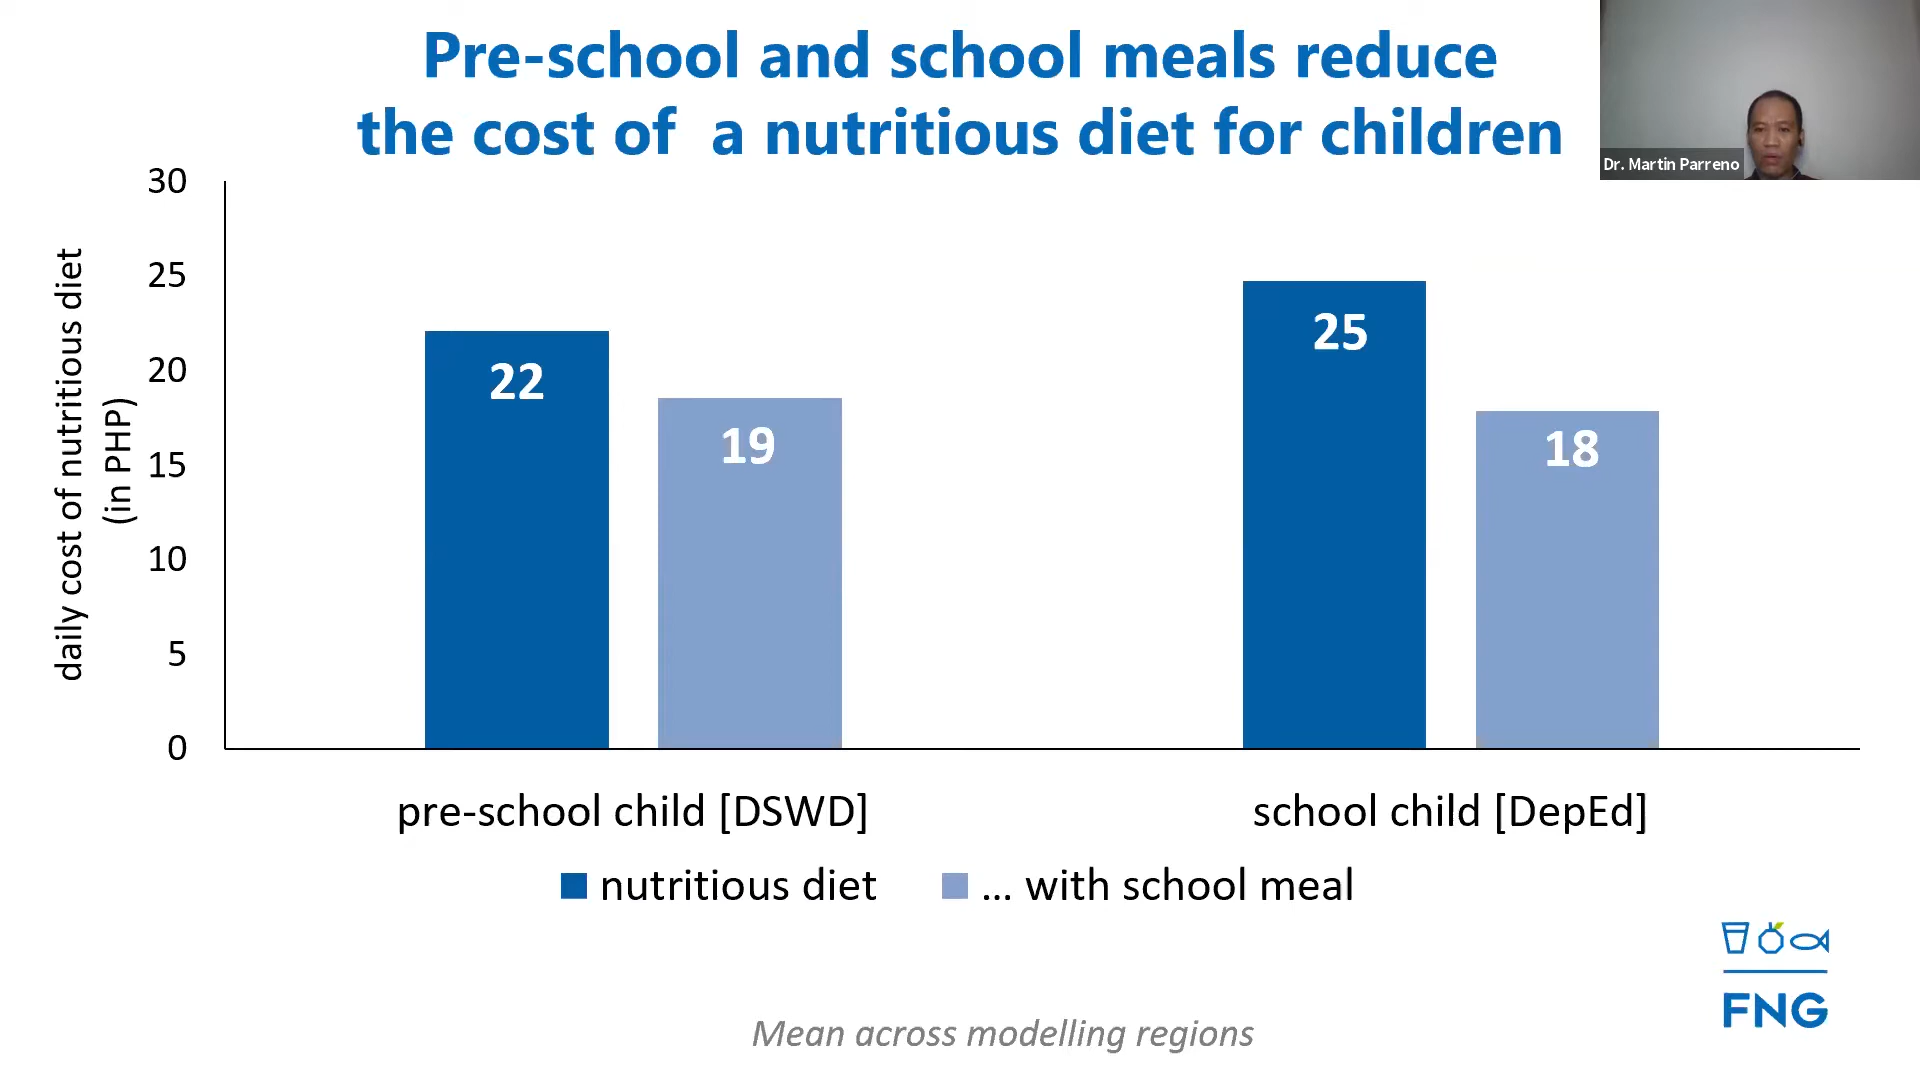 Pre-school and school meals reduce
the cost of a nutritious diet for children
Dr. Martin Parreno
daily cost of nutritious diet
(in PHP)
30
25
20
15
10
5
0
22
19
25
18
pre-school child [DSWD]
school child [DepEd]
nutritious diet
... with school meal
FNG
Mean across modelling regions